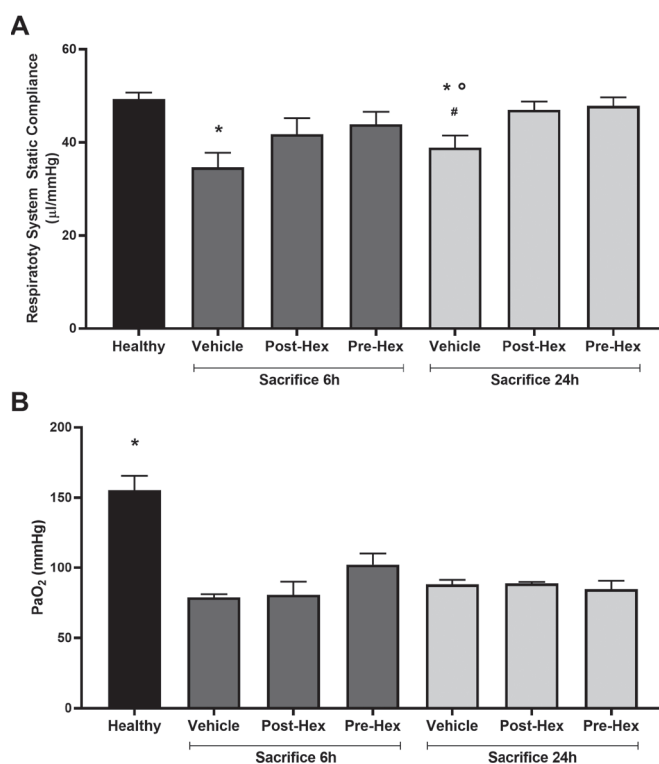 A
Respiratoty System Static Compliance
(µl/mmHg)
60
40
20
0
*
* °
#
Healthy Vehicle Post-Hex Pre-Hex Vehicle Post-Hex Pre-Hex
Sacrifice 6h Sacrifice 24h
B
PaO₂ (mmHg)
200
150
100
50
0
*
Healthy Vehicle Post-Hex Pre-Hex Vehicle Post-Hex Pre-Hex
Sacrifice 6h Sacrifice 24h